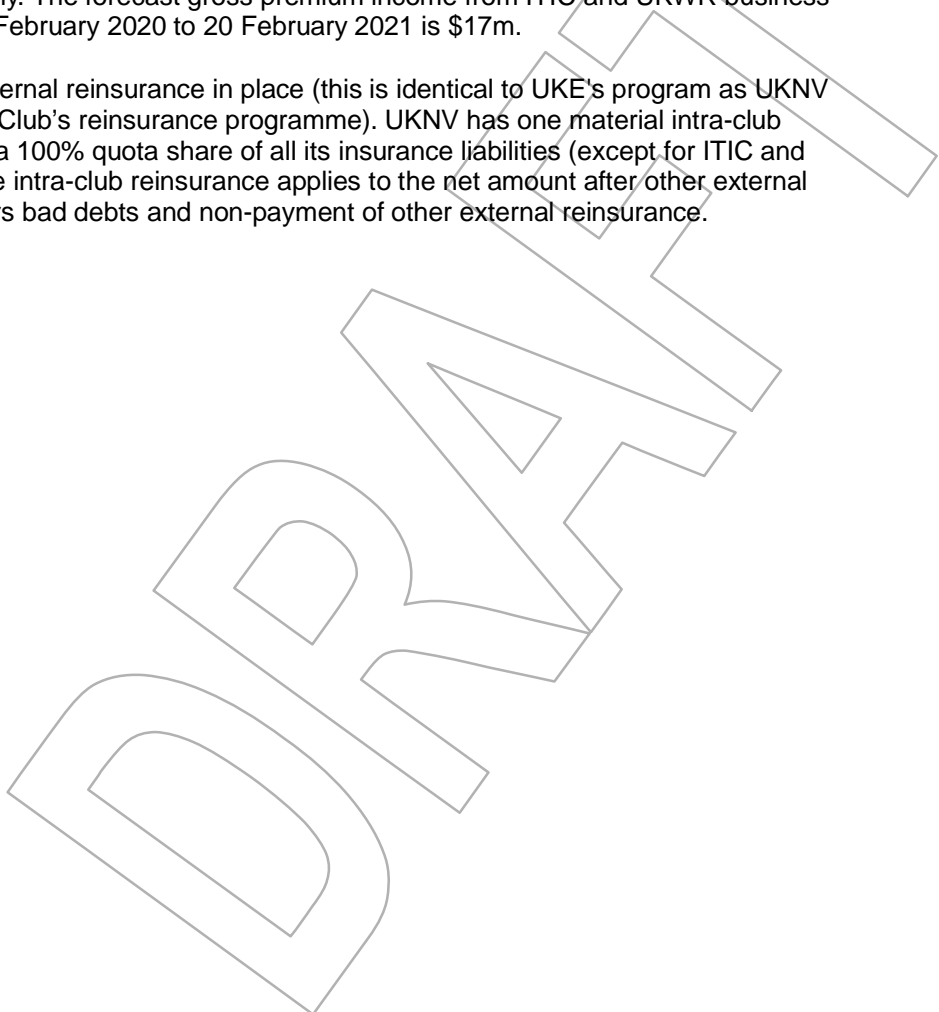 ly. The forecast gross premium income from ITIC and UKWR business
February 2020 to 20 February 2021 is $17m.
ernal reinsurance in place (this is identical to UKE's program as UKNV
Club's reinsurance programme). UKNV has one material intra-club
a 100% quota share of all its insurance liabilities (except for ITIC and
e intra-club reinsurance applies to the net amount after other external
rs bad debts and non-payment of other external reinsurance.
DRAFT